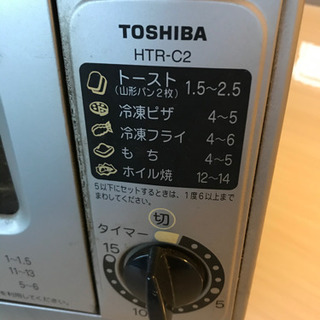 TOSHIBA
HTR-C2
トースト 1.5~2.5
(山形パン2枚)
冷凍ピザ 4~5
冷凍フライ 4~6
もち 4~5
ホイル焼 12~14
5以下にセットするときは、1度6以上まで
まわしてください。
切
タイマー
15
10
5
1~1.5
11~13
5~6